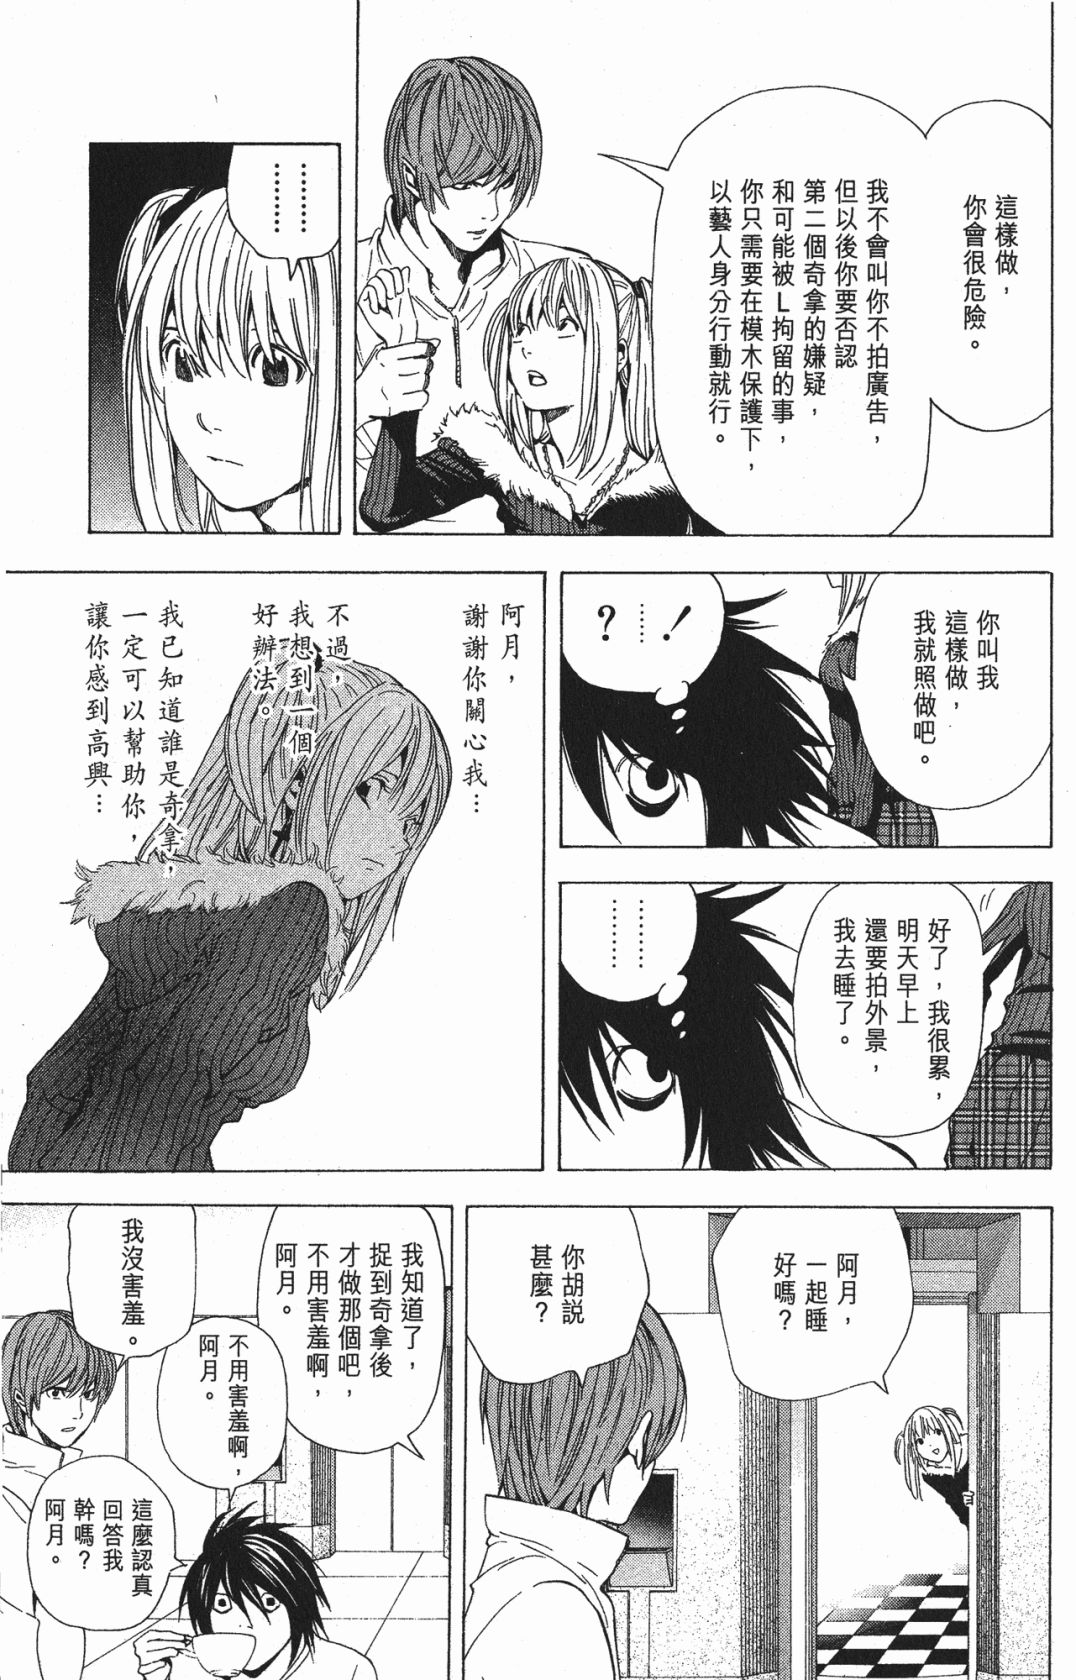 這樣做，
你會很危險。
我不會叫你不拍廣告，
但以後你要否認
第二個奇拿的嫌疑，
和可能被L拘留的事，
你只需要在模木保護下，
以藝人身分行動就行。
………
………
你叫我
這樣做，
我就照做吧。
！
……
？
好了，我很累，
明天早上
還要拍外景，
我去睡了。
………
………
阿月，
謝謝你關心我…
不過，
我想到一個
好辦法。
我已知道誰是奇拿，
一定可以幫助你，
讓你感到高興…
阿月，
一起睡
好嗎？
你胡説
甚麼？
我知道了，
捉到奇拿後
才做那個吧，
不用害羞啊，
阿月。
我沒害羞。
不用害羞啊，
阿月。
這麼認真
回答我
幹嗎？
阿月。